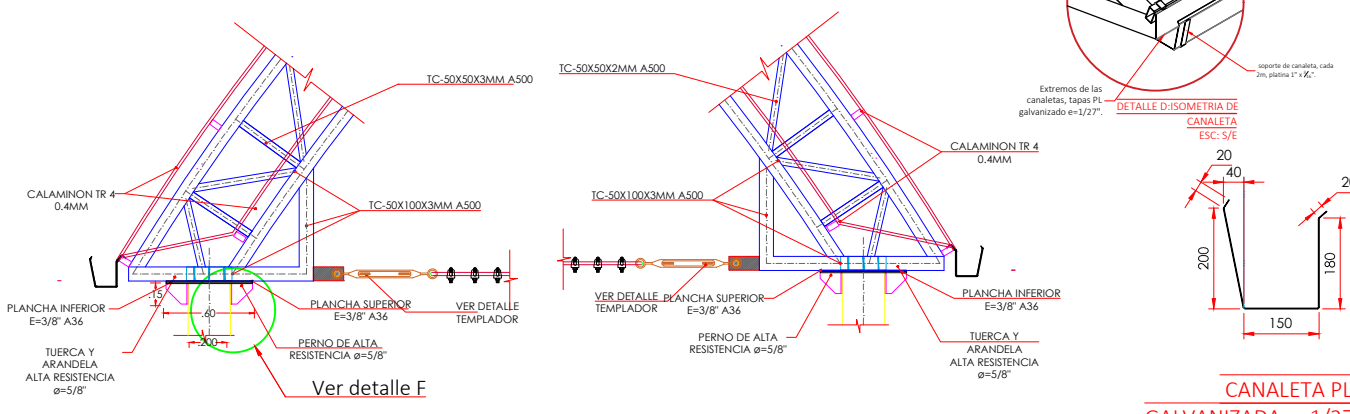 TC-50X50X3MM A500
CALAMINON TR 4
0.4MM
TC-50X100X3MM A500
PLANCHA INFERIOR
E=3/8" A36
.15
.60
.200
PLANCHA SUPERIOR
E=3/8" A36
VER DETALLE
TEMPLADOR
TUERCA Y
ARANDELA
ALTA RESISTENCIA
ø=5/8"
PERNO DE ALTA
RESISTENCIA ø=5/8"
Ver detalle F
TC-50X50X2MM A500
CALAMINON TR 4
0.4MM
TC-50X100X3MM A500
VER DETALLE
TEMPLADOR
PLANCHA SUPERIOR
E=3/8" A36
PLANCHA INFERIOR
E=3/8" A36
PERNO DE ALTA
RESISTENCIA ø=5/8"
TUERCA Y
ARANDELA
ALTA RESISTENCIA
ø=5/8"
soporte de canaleta, cada
2m, platina 1" x
Extremos de las
canaletas, tapas PL
galvanizado e=1/27".
DETALLE D:ISOMETRIA DE
CANALETA
ESC: S/E
20
40
20
200
180
150
CANALETA PL